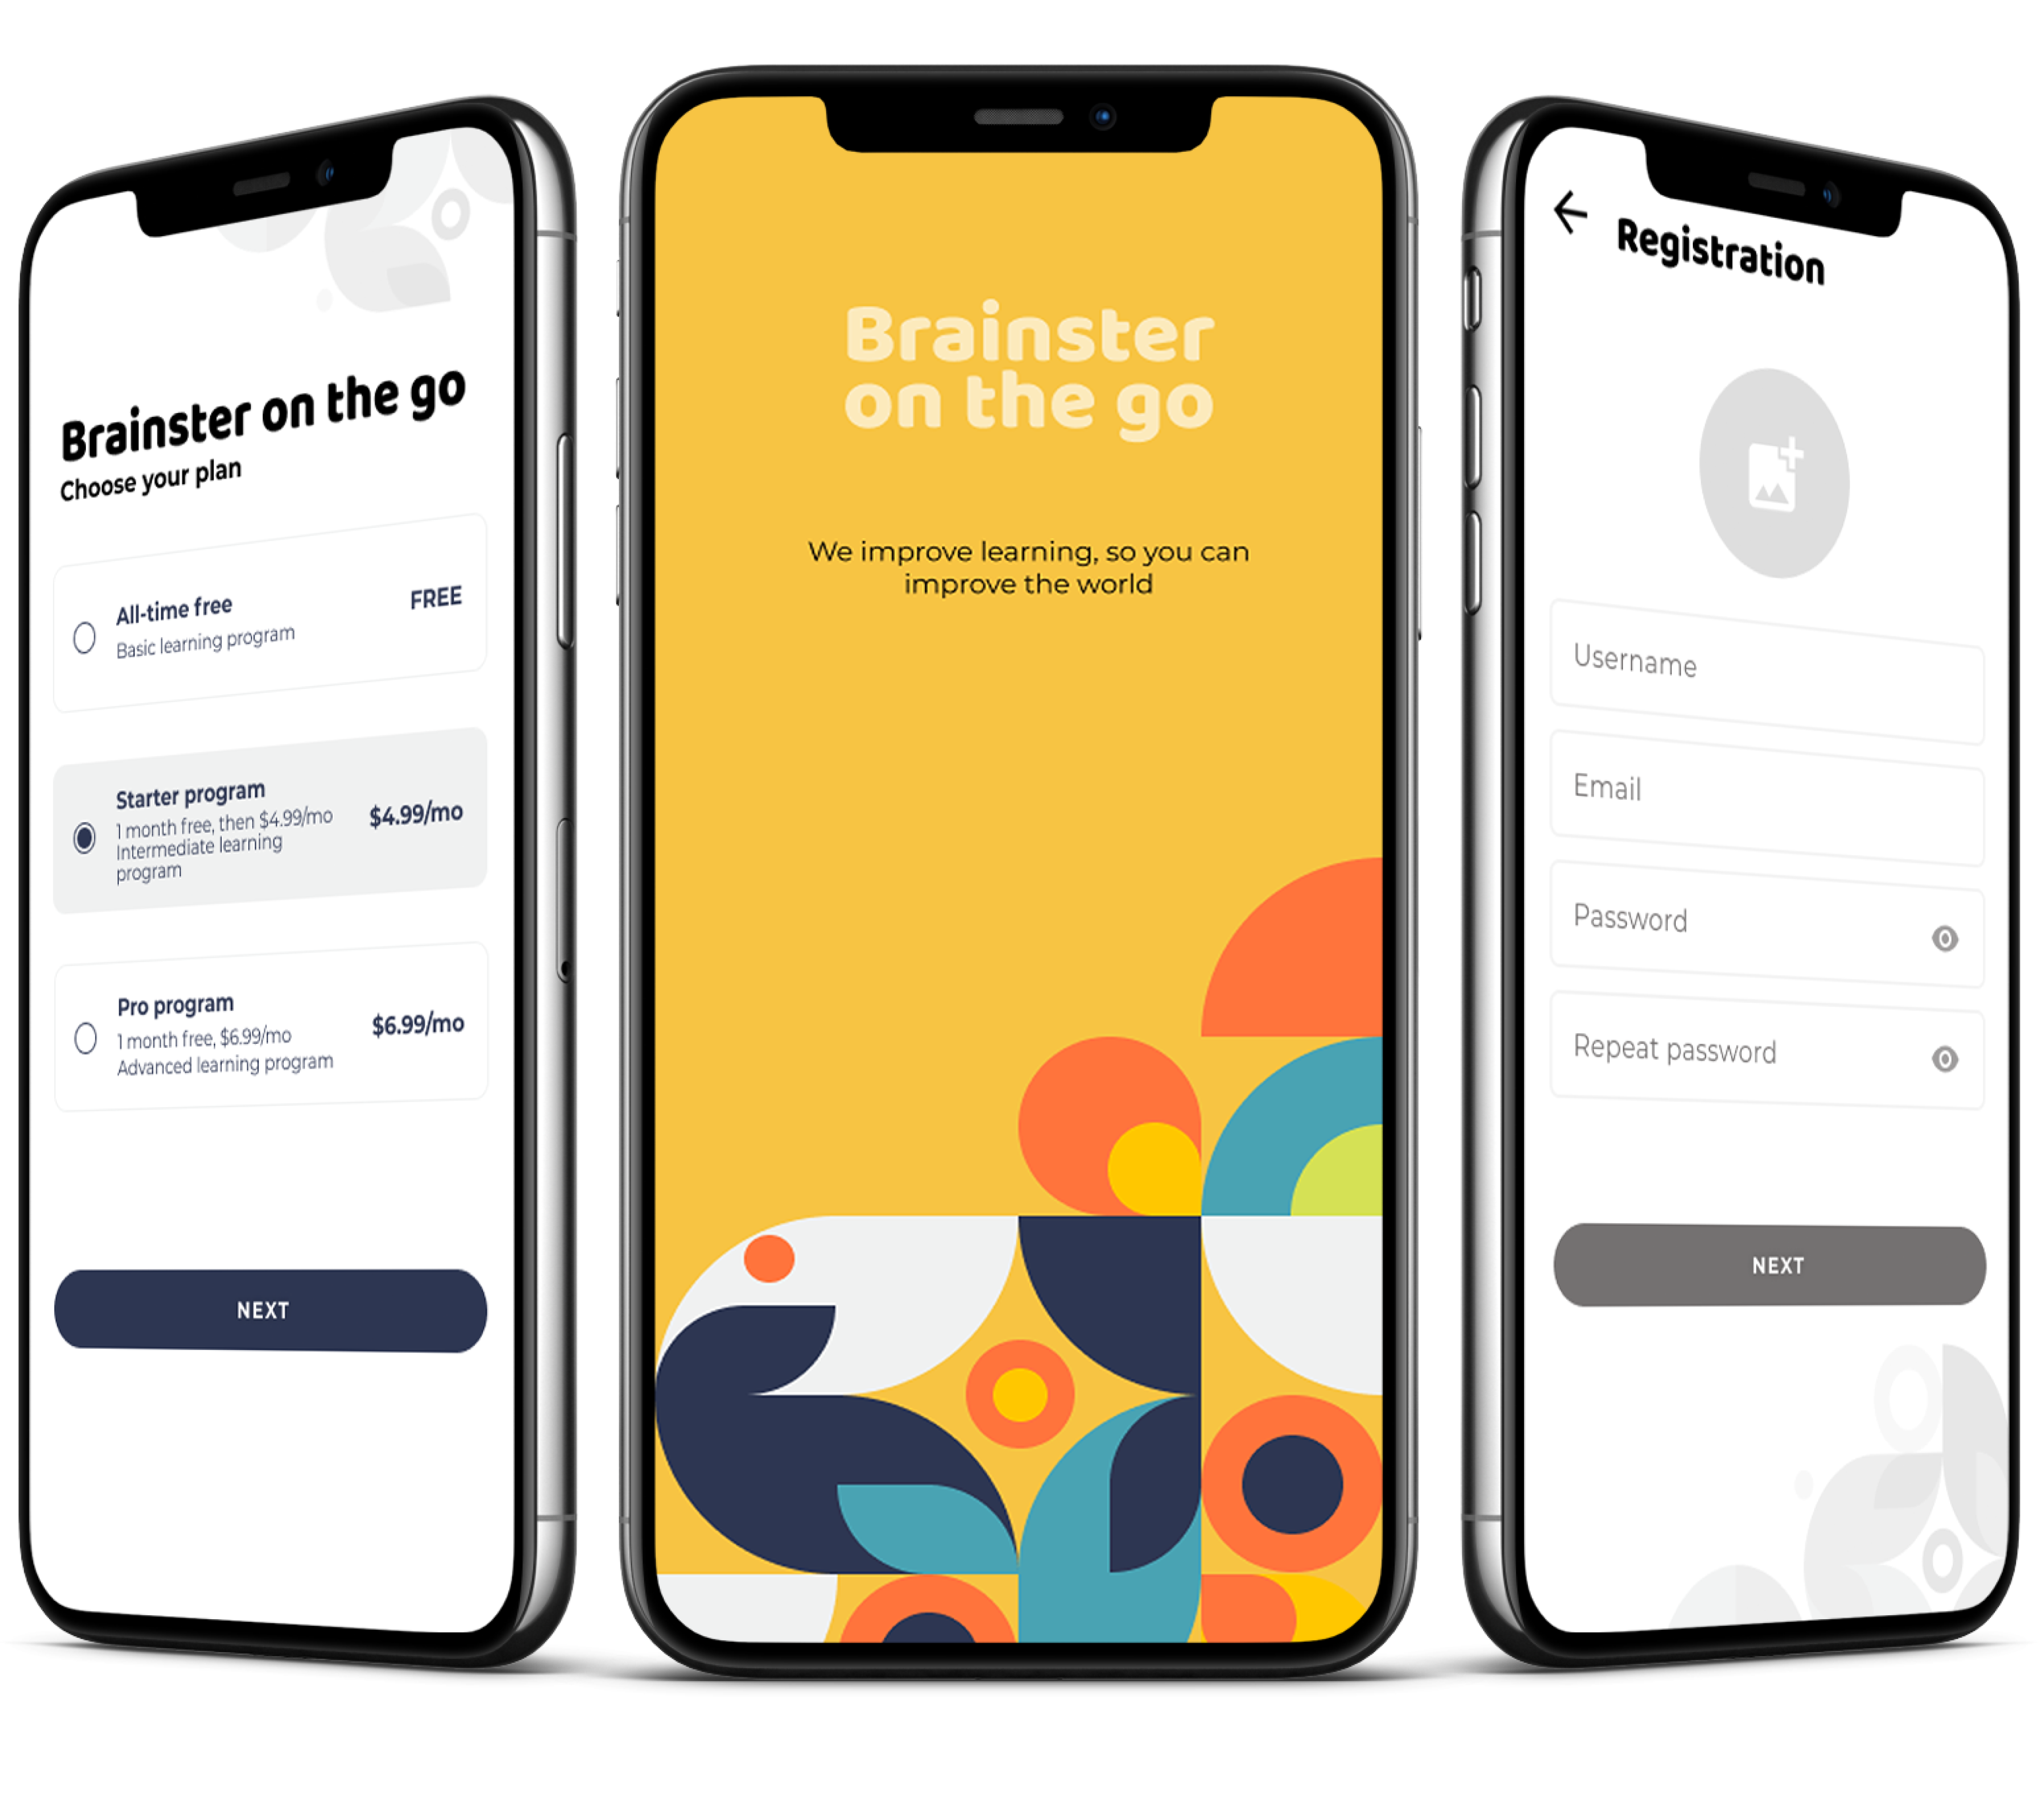 Brainster on the go
Choose your plan
All-time free
FREE
Basic learning program
Starter program
1 month free, then $4.99/mo
$4.99/mo
Intermediate learning
program
Pro program
1 month free, $6.99/mo
$6.99/mo
Advanced learning program
NEXT
Brainster
on the go
We improve learning, so you can
improve the world
Registration
Username
Email
Password
Repeat password
NEXT